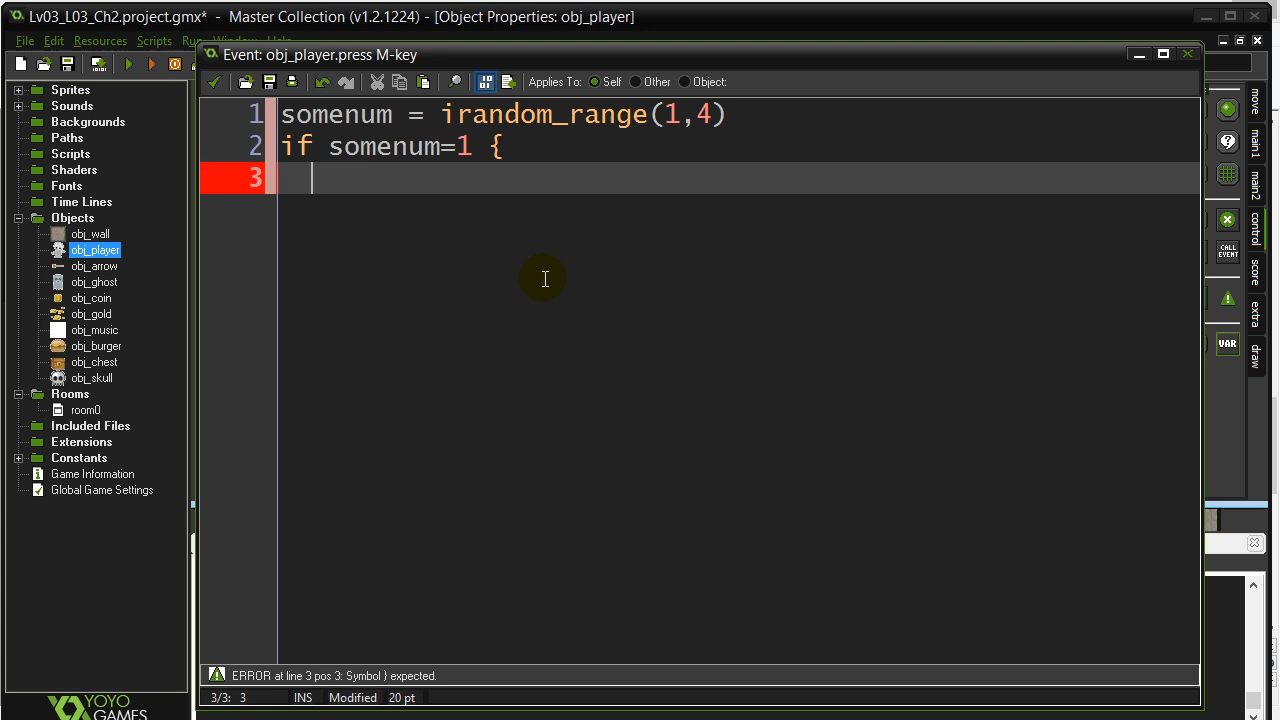 Lv03_L03_Ch2.project.gmx* - Master Collection (v1.2.1224) - [Object Properties: obj_player]
File Edit Resources Scripts Run
Event: obj_player.press M-key
Applies To: Self Other Object:
1 somenum = irandom_range(1,4)
2 if somenum=1 {
3
Sprites
Sounds
Backgrounds
Paths
Scripts
Shaders
Fonts
Time Lines
Objects
obj_wall
obj_player
obj_arrow
obj_ghost
obj_coin
obj_gold
obj_music
obj_burger
obj_chest
obj_skull
Rooms
room0
Included Files
Extensions
Constants
Game Information
Global Game Settings
move
main1
main2
control
score
extra
draw
CALL EVENT
VAR
ERROR at line 3 pos 3: Symbol } expected.
3/3: 3 INS Modified 20 pt
YOYO
GAMES